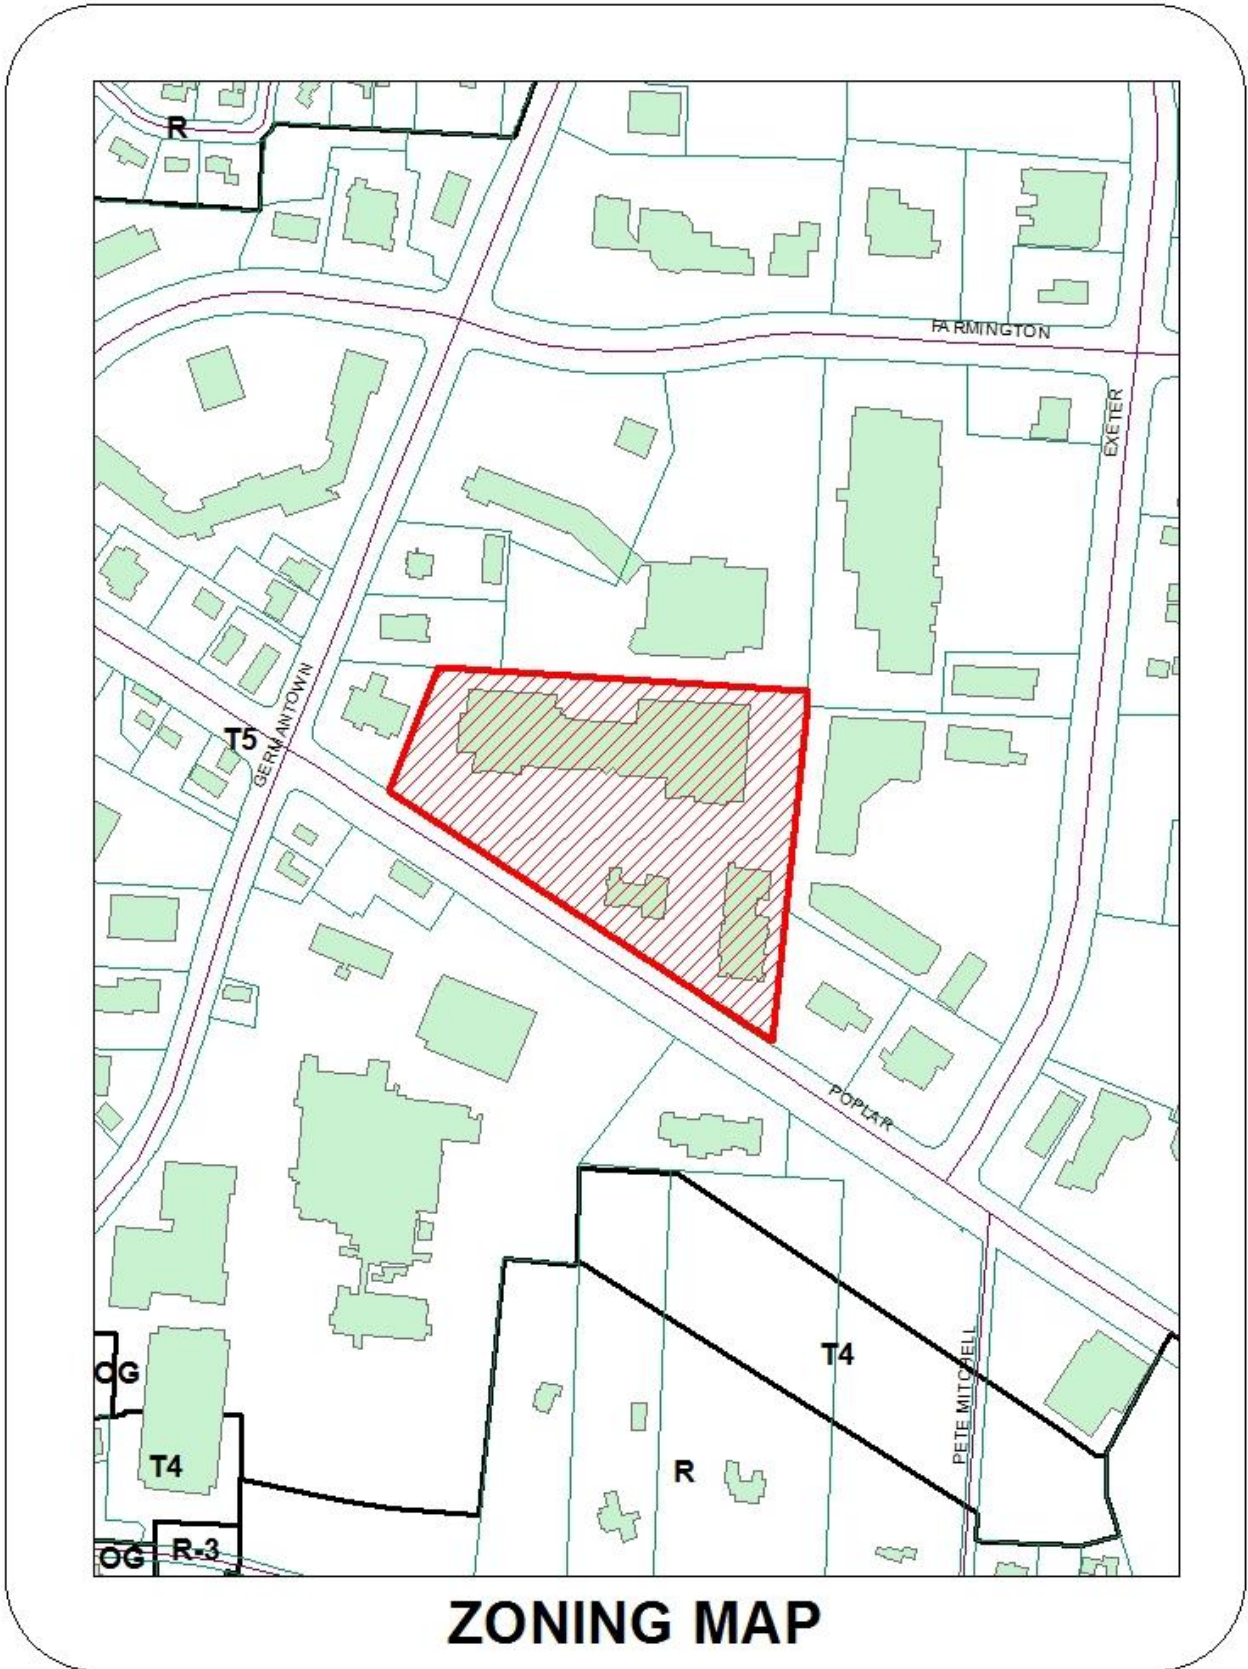 R
FARMINGTON
EXETER
GERMANTOWN
T5
POPLAR
T4
PETE MITCHELL
OG
T4
R
R-3
OG
ZONING MAP